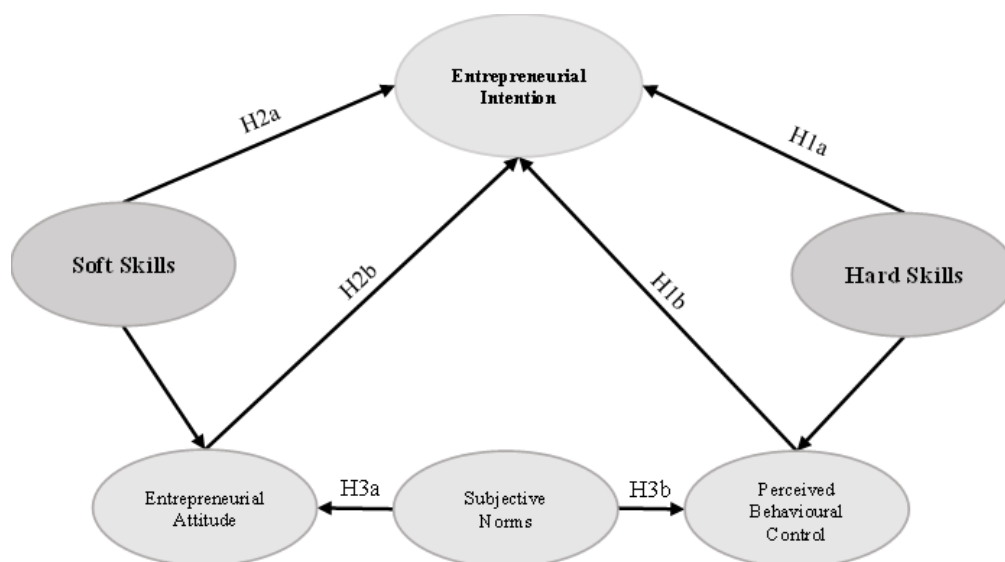 Entrepreneurial
Intention
H2a
H1a
Soft Skills
Hard Skills
H2b
H1b
Entrepreneurial
Attitude
H3a
Subjective
Norms
H3b
Perceived
Behavioural
Control